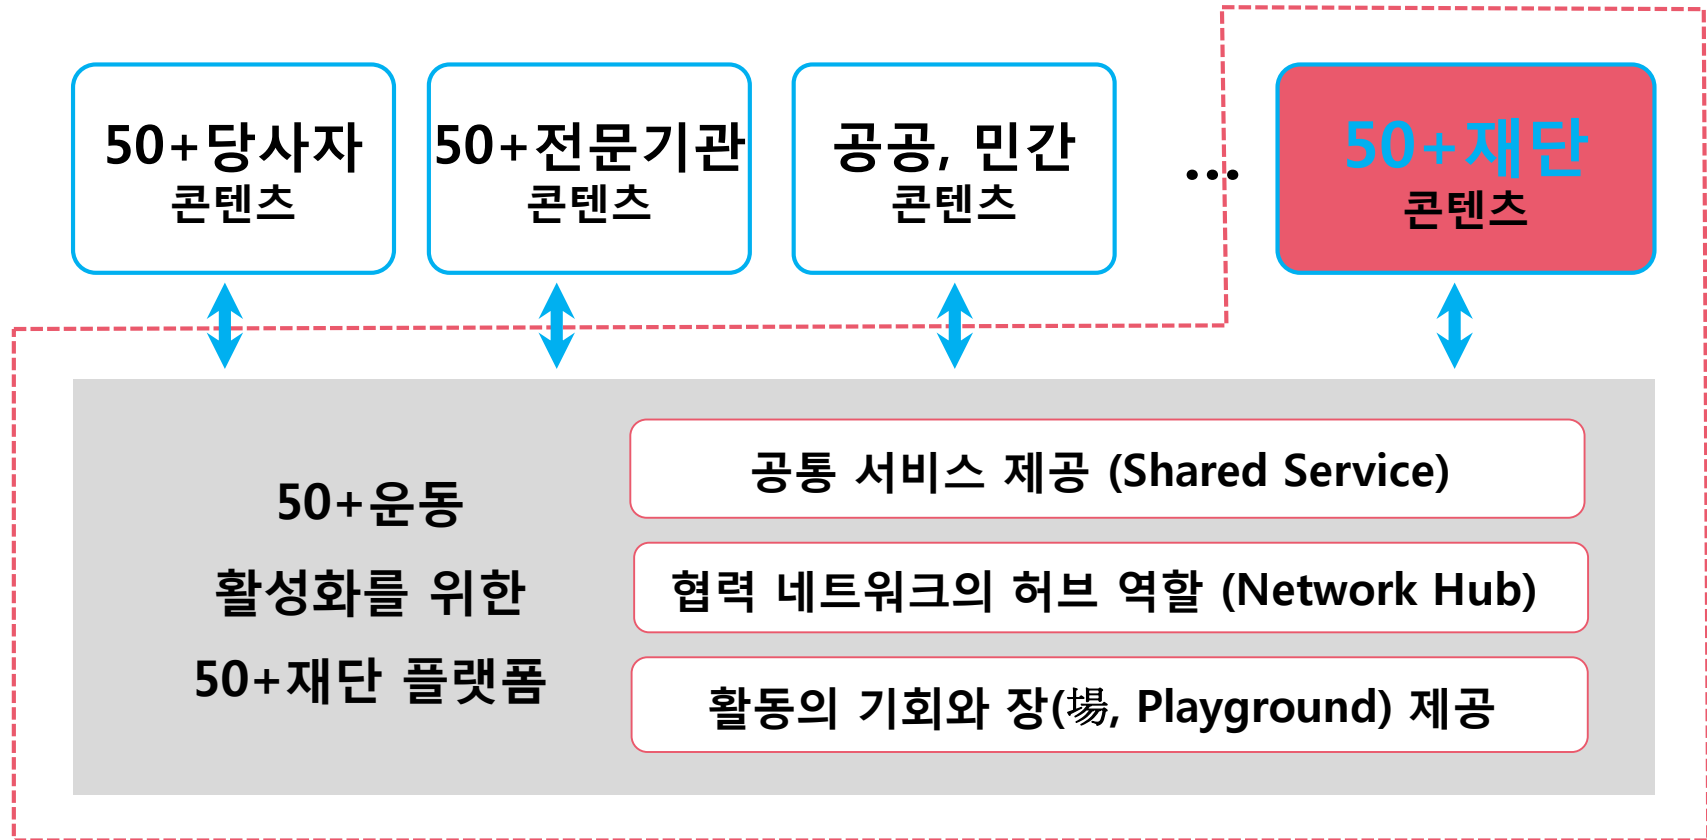 50+당사자
콘텐츠
50+전문기관
콘텐츠
공공, 민간
콘텐츠
...
50+재단
콘텐츠
50+운동
활성화를 위한
50+재단 플랫폼
공통 서비스 제공 (Shared Service)
협력 네트워크의 허브 역할 (Network Hub)
활동의 기회와 장(場, Playground) 제공